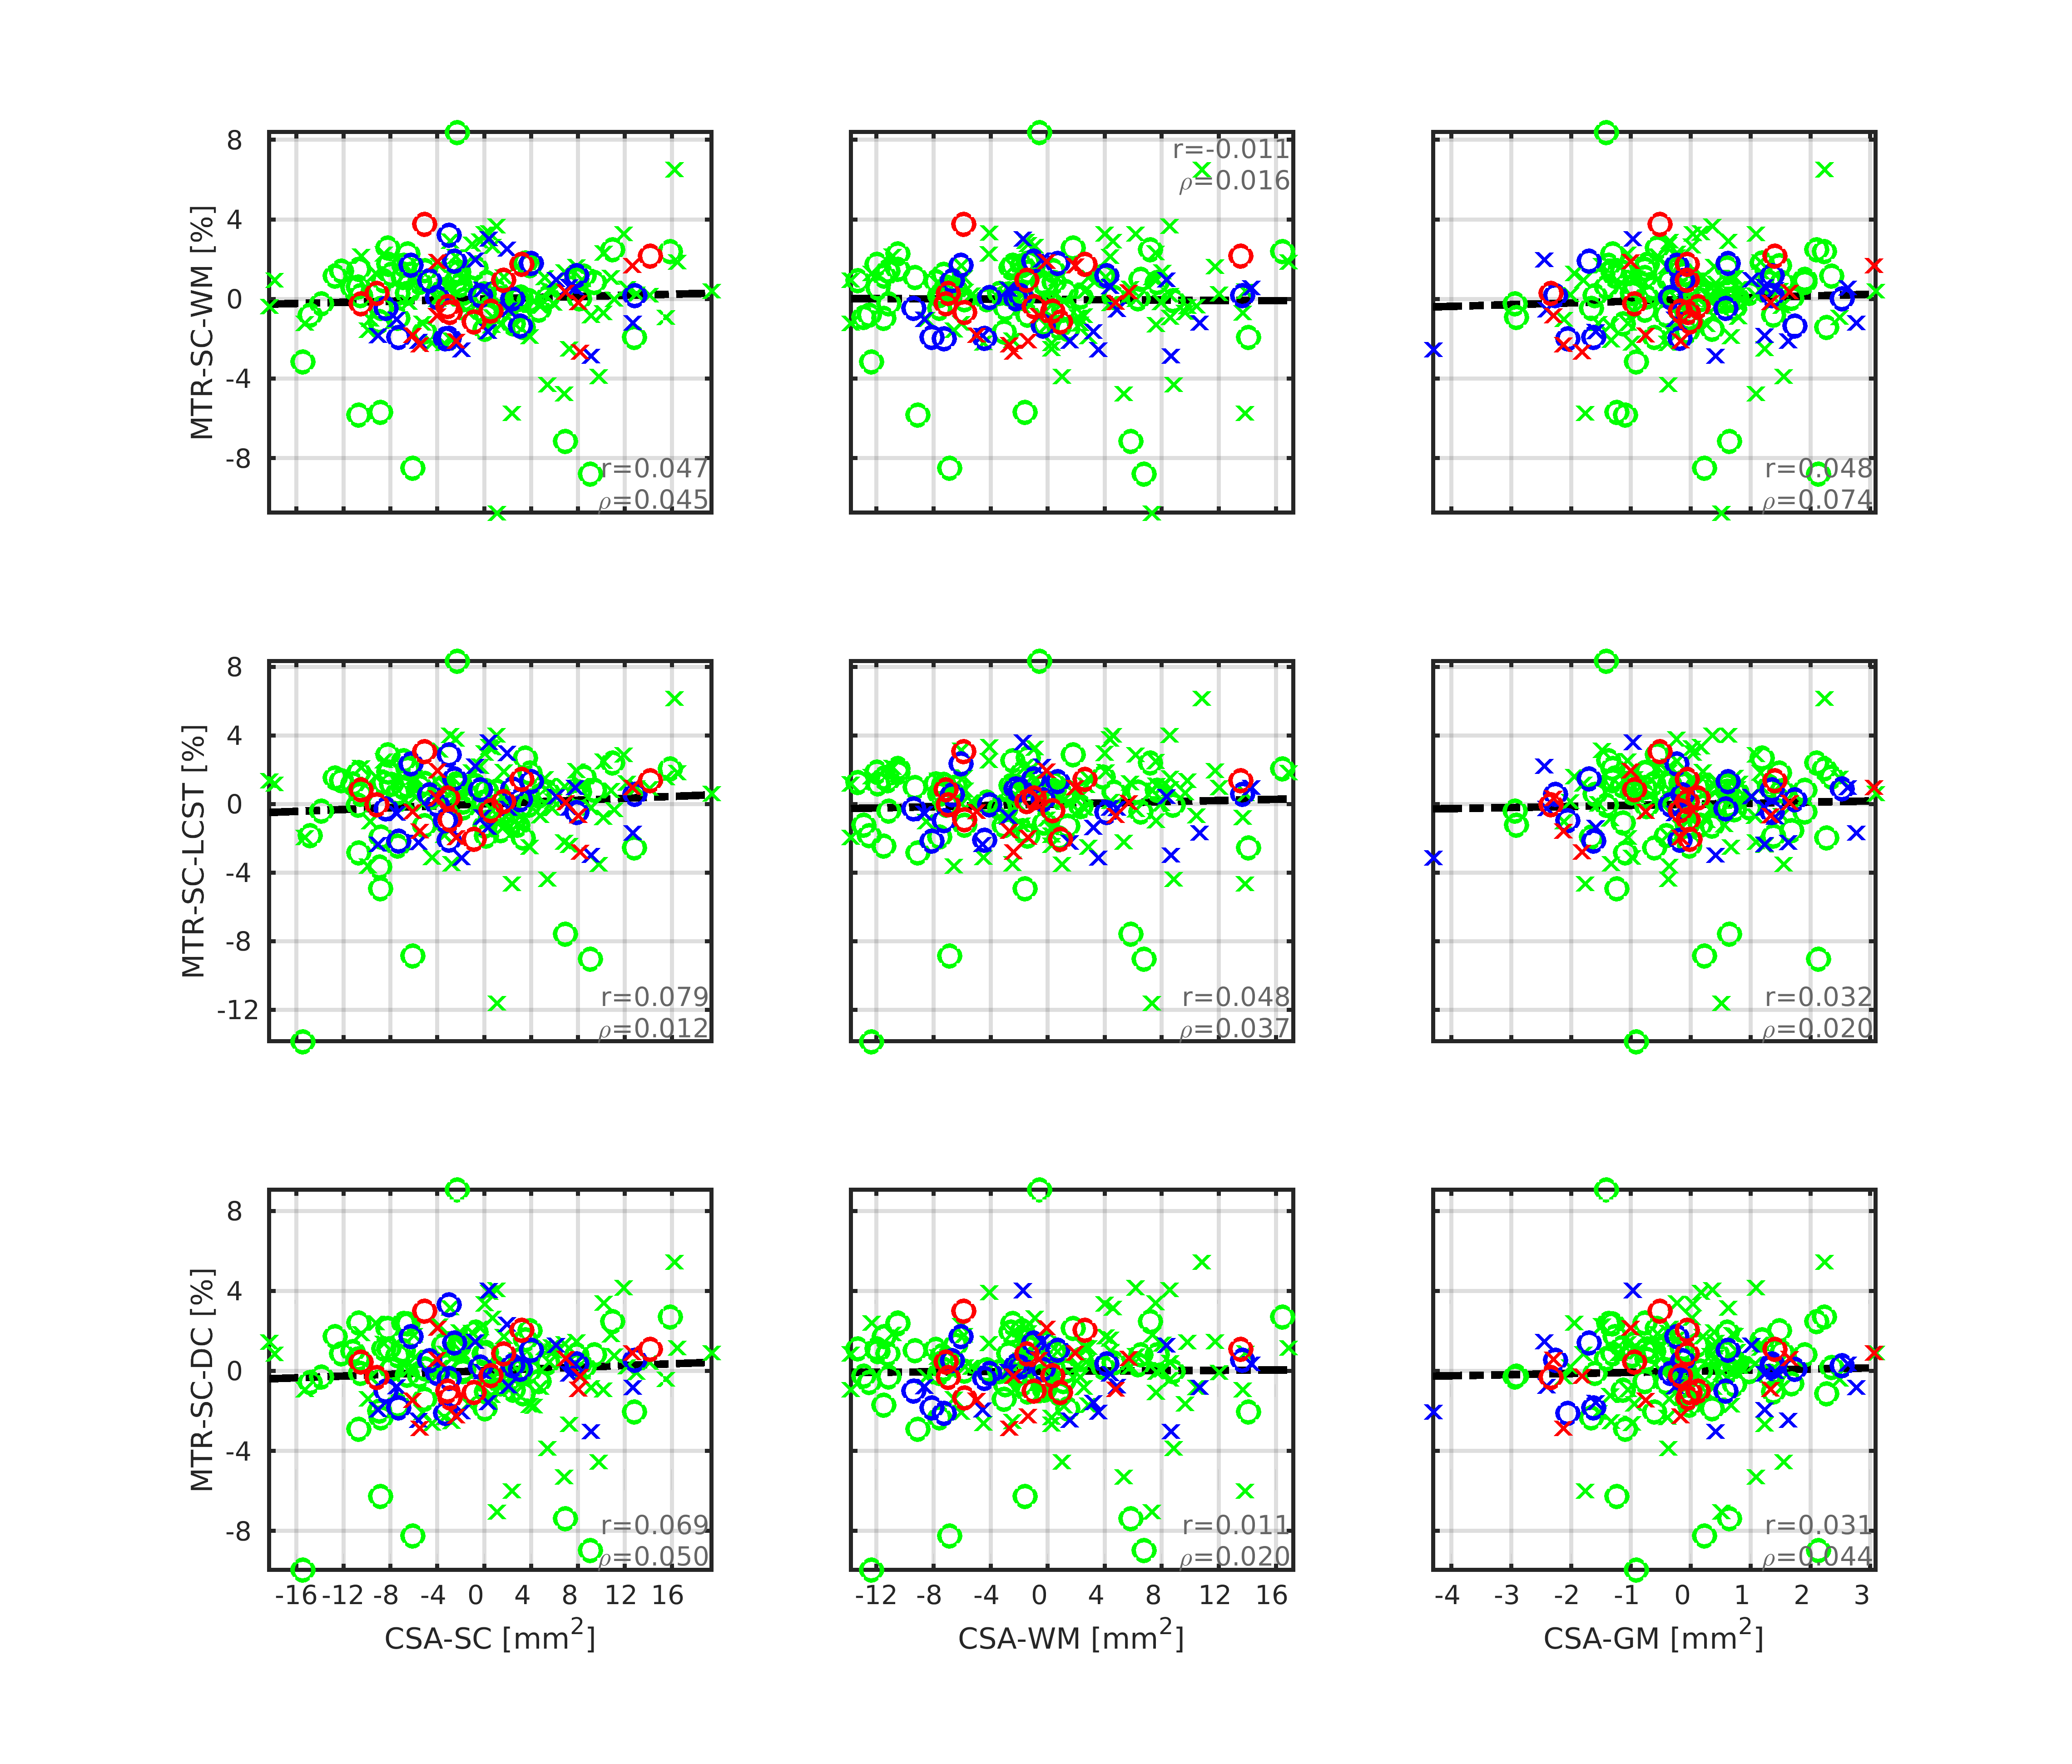 8
4
0
-4
-8
MTR-SC-WM [%]
r=0.047
ρ=0.045
r=-0.011
ρ=0.016
r=0.048
ρ=0.074
8
4
0
-4
-8
-12
MTR-SC-LCST [%]
r=0.079
ρ=0.012
r=0.048
ρ=0.037
r=0.032
ρ=0.020
8
4
0
-4
-8
MTR-SC-DC [%]
r=0.069
ρ=0.050
r=0.011
ρ=0.020
r=0.031
ρ=0.044
-16 -12 -8 -4 0 4 8 12 16
CSA-SC [mm²]
-12 -8 -4 0 4 8 12 16
CSA-WM [mm²]
-4 -3 -2 -1 0 1 2 3
CSA-GM [mm²]